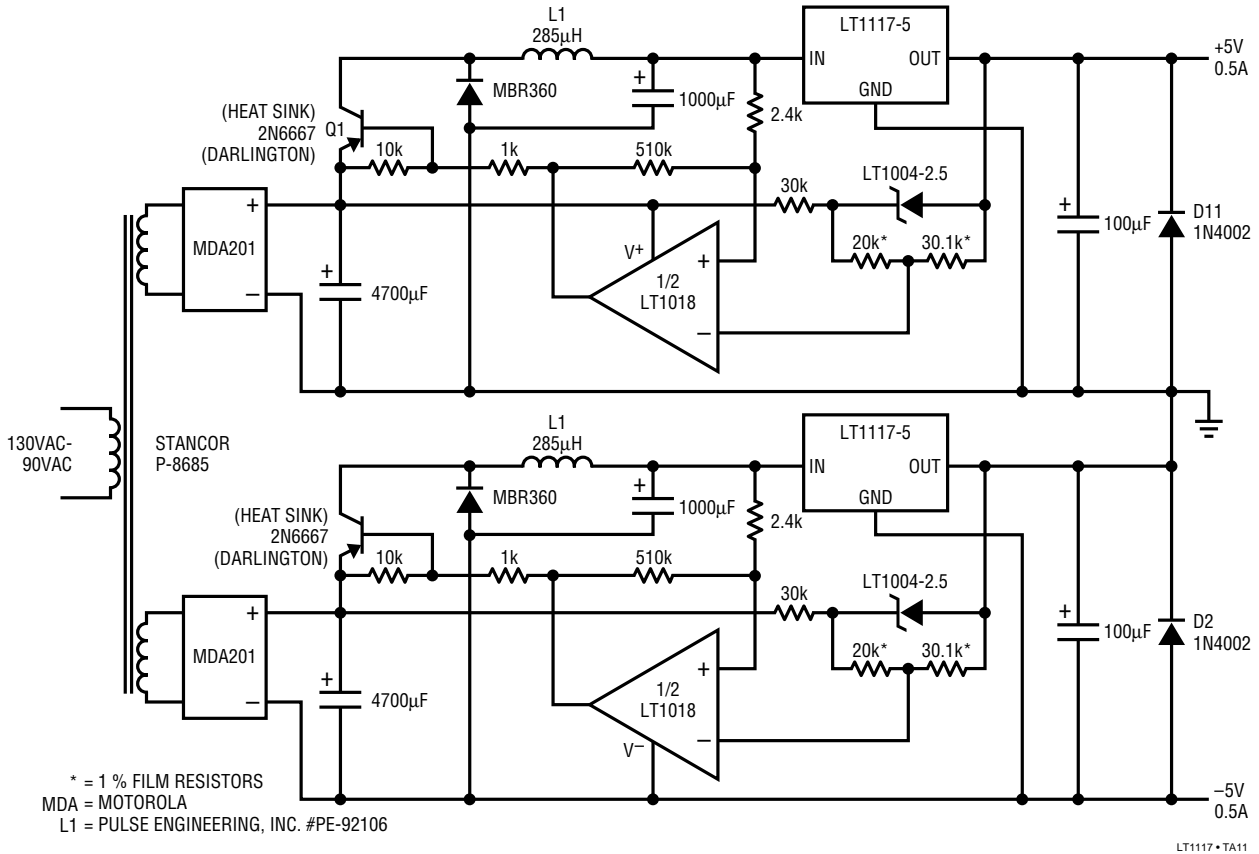 L1
285µH
LT1117-5
IN
OUT
GND
+5V
0.5A
MBR360
+
1000µF
2.4k
(HEAT SINK)
2N6667
(DARLINGTON)
Q1
10k
1k
510k
30k
LT1004-2.5
20k*
30.1k*
+
100µF
D11
1N4002
MDA201
+
–
+
4700µF
V+
+
1/2
LT1018
–
130VAC-
90VAC
STANCOR
P-8685
L1
285µH
LT1117-5
IN
OUT
GND
MBR360
+
1000µF
2.4k
(HEAT SINK)
2N6667
(DARLINGTON)
10k
1k
510k
30k
LT1004-2.5
20k*
30.1k*
+
100µF
D2
1N4002
MDA201
+
–
+
4700µF
+
1/2
LT1018
–
V–
–5V
0.5A
* = 1 % FILM RESISTORS
MDA = MOTOROLA
L1 = PULSE ENGINEERING, INC. #PE-92106
LT1117 • TA11